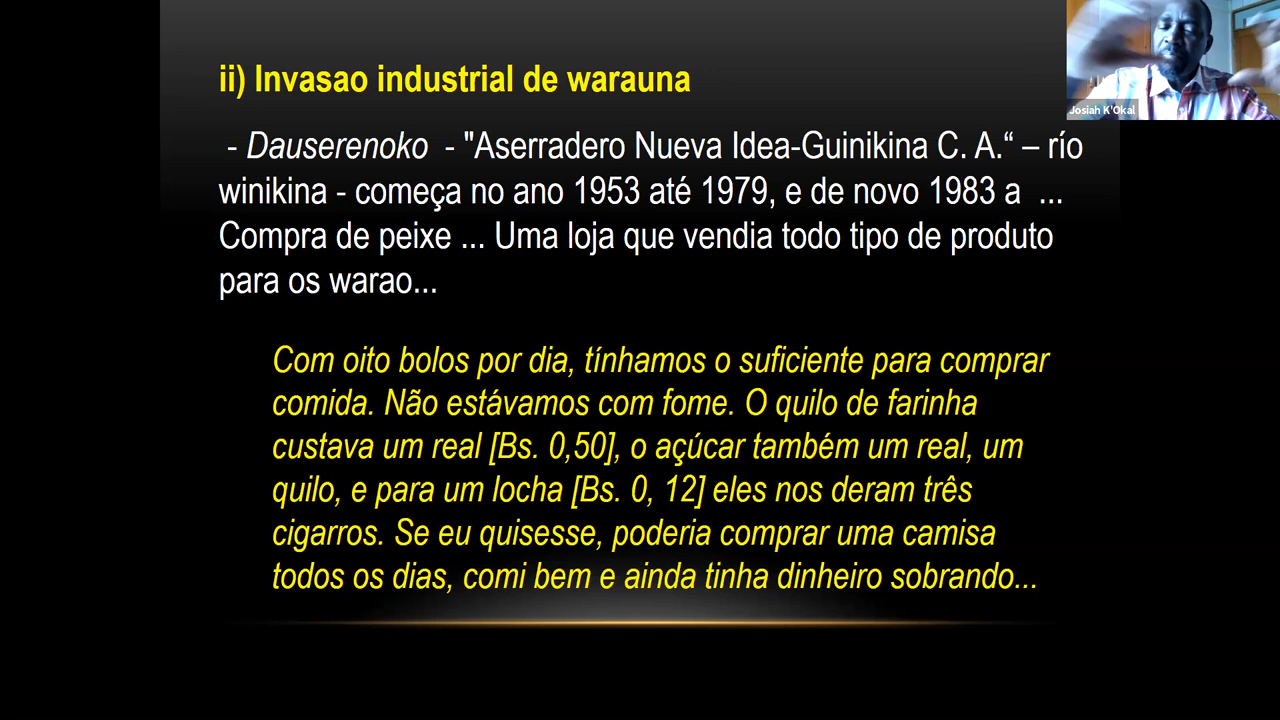 Josiah K'Okal
ii) Invasao industrial de warauna
- Dauserenoko - "Aserradero Nueva Idea-Guinikina C. A.“ – río
winikina - começa no ano 1953 até 1979, e de novo 1983 a ...
Compra de peixe ... Uma loja que vendia todo tipo de produto
para os warao...
Com oito bolos por dia, tínhamos o suficiente para comprar
comida. Não estávamos com fome. O quilo de farinha
custava um real [Bs. 0,50], o açúcar também um real, um
quilo, e para um locha [Bs. 0, 12] eles nos deram três
cigarros. Se eu quisesse, poderia comprar uma camisa
todos os dias, comi bem e ainda tinha dinheiro sobrando...